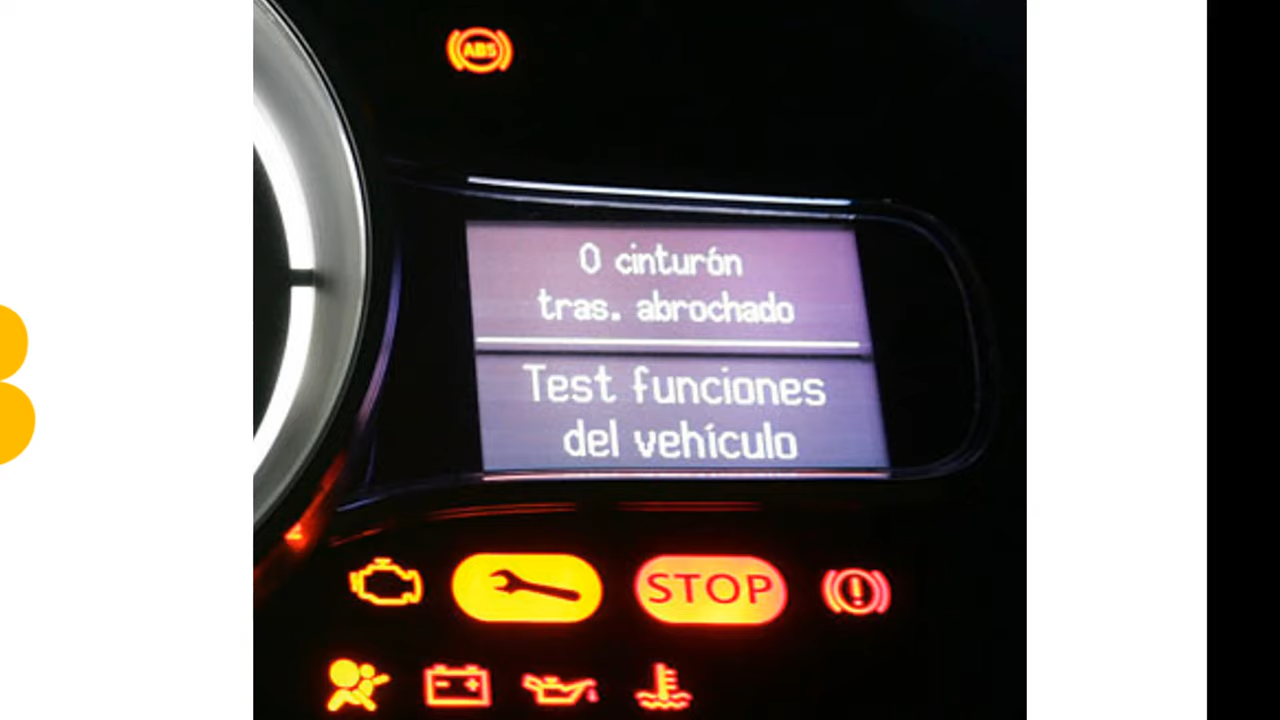 ABS
0 cinturón
tras. abrochado
Test funciones
del vehículo
STOP